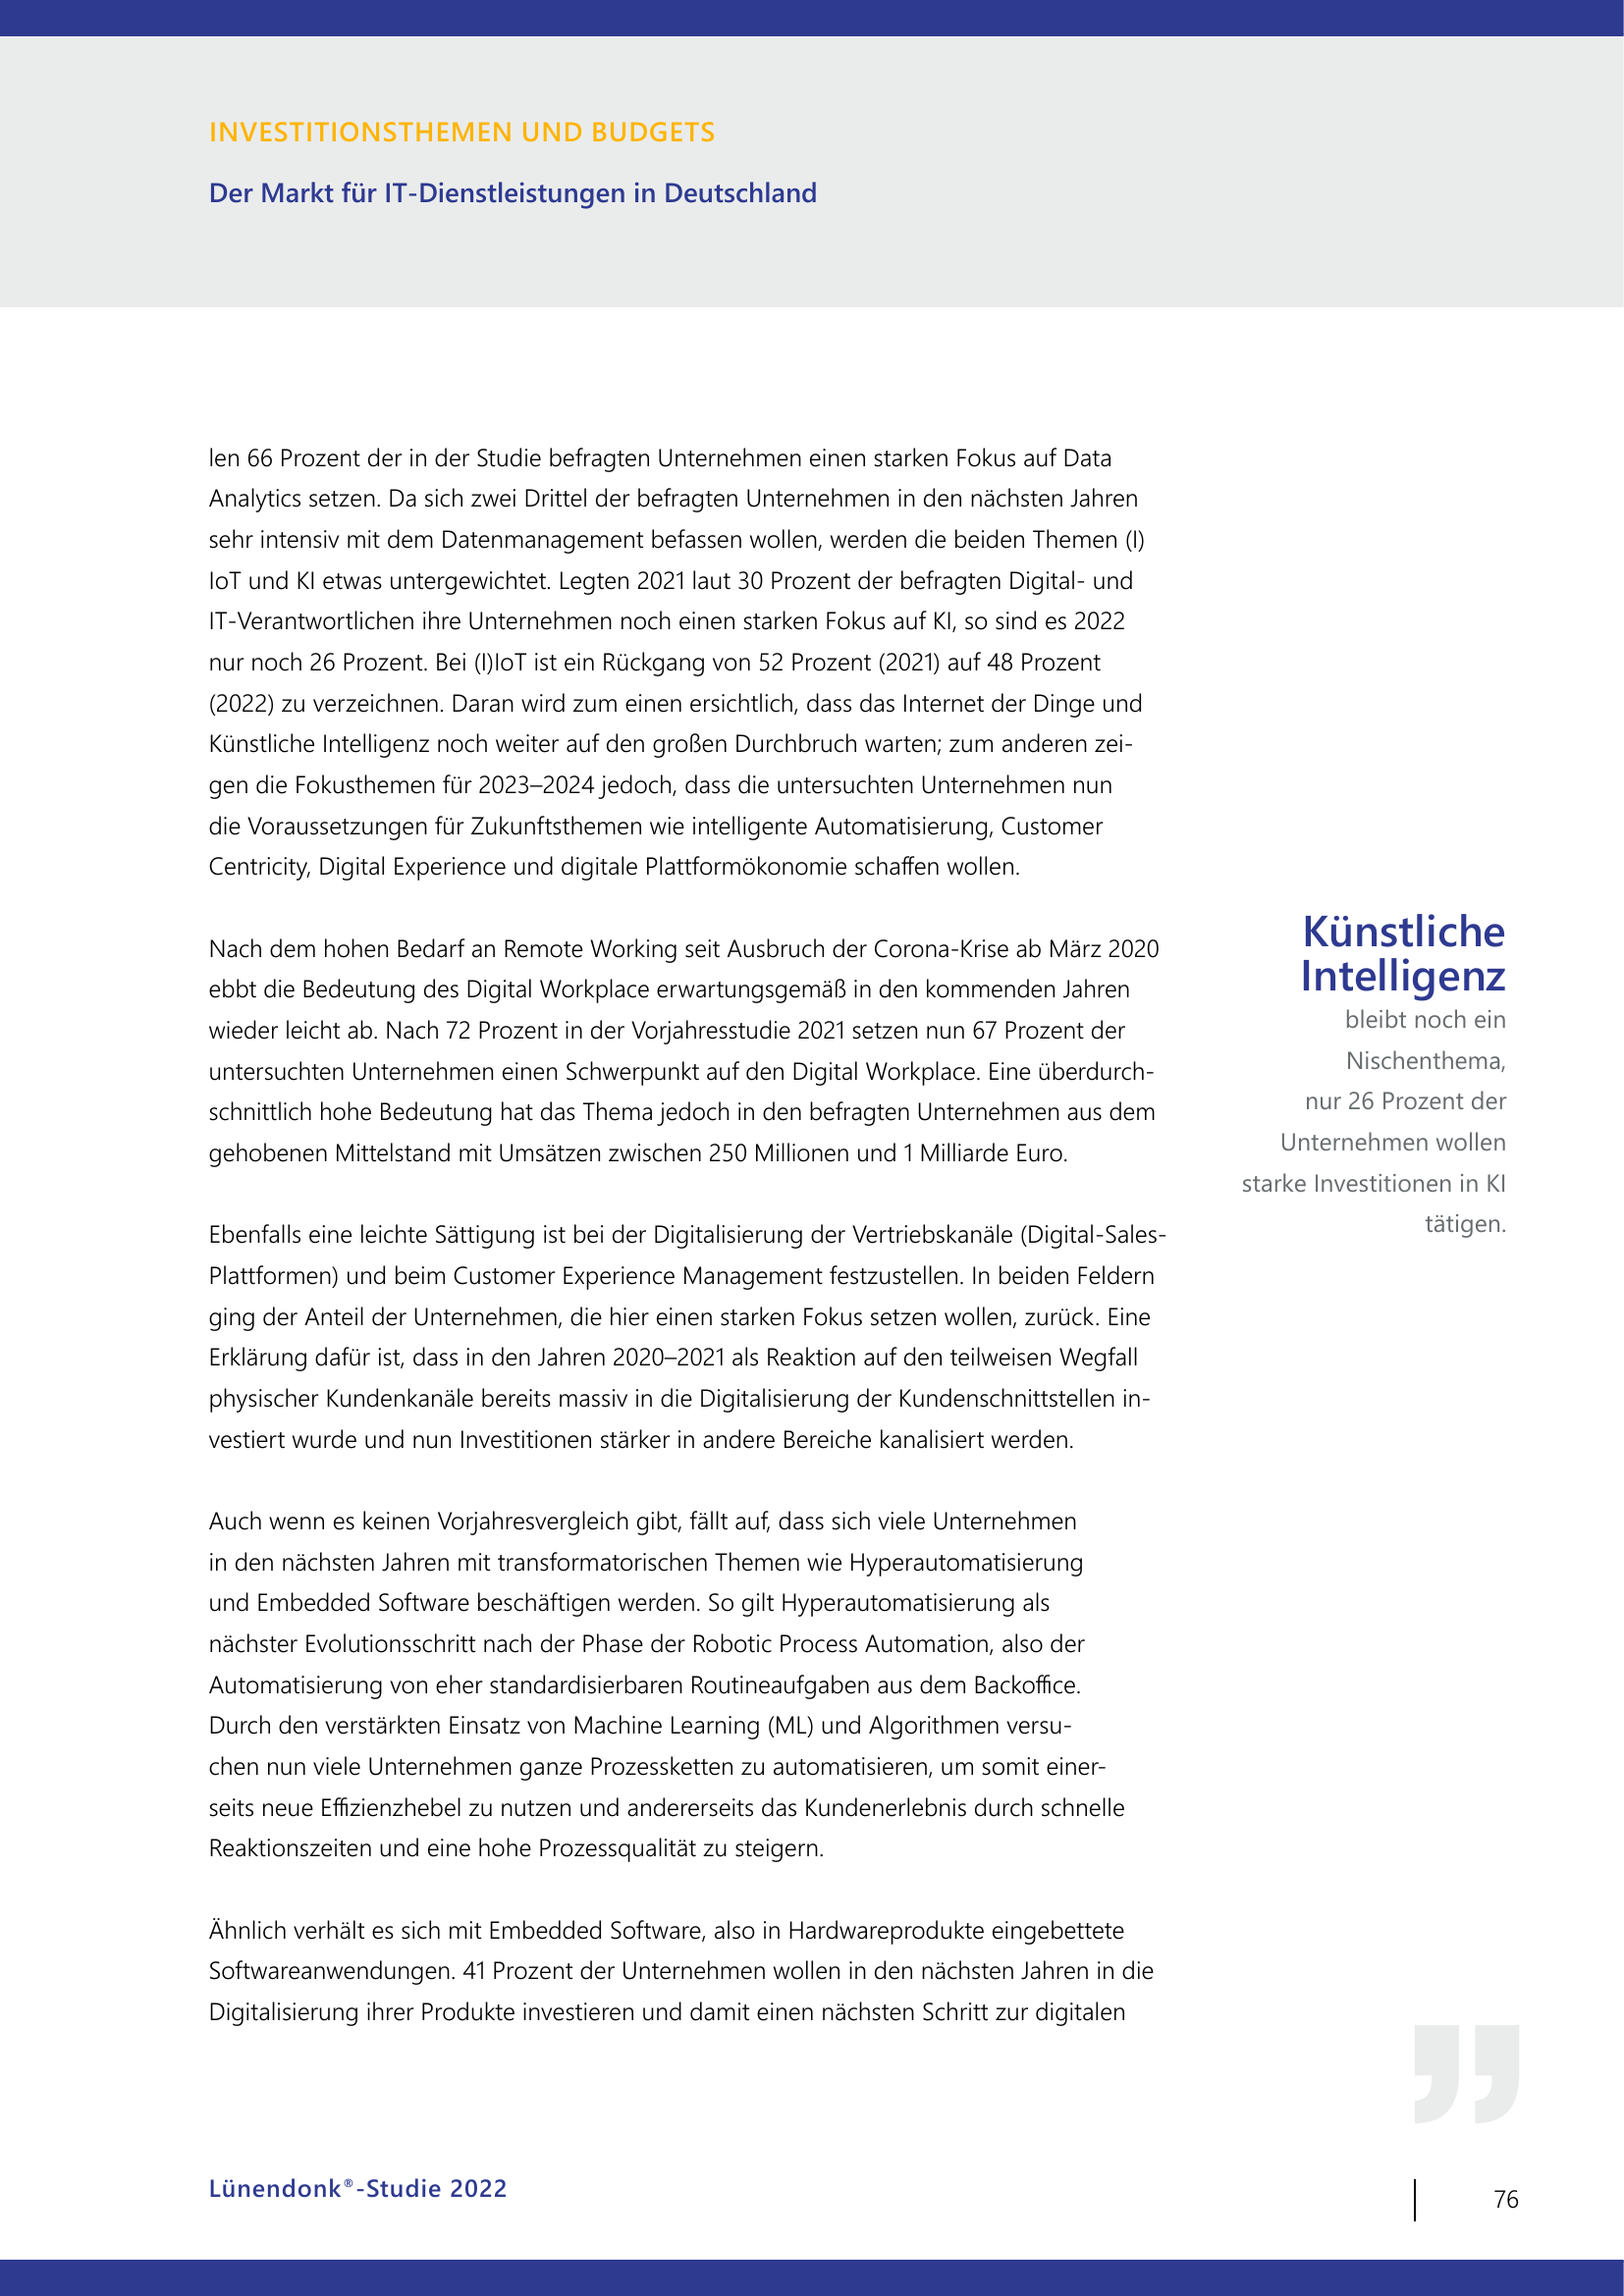 INVESTITIONSTHEMEN UND BUDGETS
Der Markt für IT-Dienstleistungen in Deutschland
len 66 Prozent der in der Studie befragten Unternehmen einen starken Fokus auf Data
Analytics setzen. Da sich zwei Drittel der befragten Unternehmen in den nächsten Jahren
sehr intensiv mit dem Datenmanagement befassen wollen, werden die beiden Themen (I)
IoT und KI etwas untergewichtet. Legten 2021 laut 30 Prozent der befragten Digital- und
IT-Verantwortlichen ihre Unternehmen noch einen starken Fokus auf KI, so sind es 2022
nur noch 26 Prozent. Bei (I)IoT ist ein Rückgang von 52 Prozent (2021) auf 48 Prozent
(2022) zu verzeichnen. Daran wird zum einen ersichtlich, dass das Internet der Dinge und
Künstliche Intelligenz noch weiter auf den großen Durchbruch warten; zum anderen zei-
gen die Fokusthemen für 2023–2024 jedoch, dass die untersuchten Unternehmen nun
die Voraussetzungen für Zukunftsthemen wie intelligente Automatisierung, Customer
Centricity, Digital Experience und digitale Plattformökonomie schaffen wollen.
Nach dem hohen Bedarf an Remote Working seit Ausbruch der Corona-Krise ab März 2020
ebbt die Bedeutung des Digital Workplace erwartungsgemäß in den kommenden Jahren
wieder leicht ab. Nach 72 Prozent in der Vorjahresstudie 2021 setzen nun 67 Prozent der
untersuchten Unternehmen einen Schwerpunkt auf den Digital Workplace. Eine überdurch-
schnittlich hohe Bedeutung hat das Thema jedoch in den befragten Unternehmen aus dem
gehobenen Mittelstand mit Umsätzen zwischen 250 Millionen und 1 Milliarde Euro.
Ebenfalls eine leichte Sättigung ist bei der Digitalisierung der Vertriebskanäle (Digital-Sales-
Plattformen) und beim Customer Experience Management festzustellen. In beiden Feldern
ging der Anteil der Unternehmen, die hier einen starken Fokus setzen wollen, zurück. Eine
Erklärung dafür ist, dass in den Jahren 2020–2021 als Reaktion auf den teilweisen Wegfall
physischer Kundenkanäle bereits massiv in die Digitalisierung der Kundenschnittstellen in-
vestiert wurde und nun Investitionen stärker in andere Bereiche kanalisiert werden.
Auch wenn es keinen Vorjahresvergleich gibt, fällt auf, dass sich viele Unternehmen
in den nächsten Jahren mit transformatorischen Themen wie Hyperautomatisierung
und Embedded Software beschäftigen werden. So gilt Hyperautomatisierung als
nächster Evolutionsschritt nach der Phase der Robotic Process Automation, also der
Automatisierung von eher standardisierbaren Routineaufgaben aus dem Backoffice.
Durch den verstärkten Einsatz von Machine Learning (ML) und Algorithmen versu-
chen nun viele Unternehmen ganze Prozessketten zu automatisieren, um somit einer-
seits neue Effizienzhebel zu nutzen und andererseits das Kundenerlebnis durch schnelle
Reaktionszeiten und eine hohe Prozessqualität zu steigern.
Ähnlich verhält es sich mit Embedded Software, also in Hardwareprodukte eingebettete
Softwareanwendungen. 41 Prozent der Unternehmen wollen in den nächsten Jahren in die
Digitalisierung ihrer Produkte investieren und damit einen nächsten Schritt zur digitalen
Künstliche
Intelligenz
bleibt noch ein
Nischenthema,
nur 26 Prozent der
Unternehmen wollen
starke Investitionen in KI
tätigen.
”
Lünendonk®-Studie 2022
76